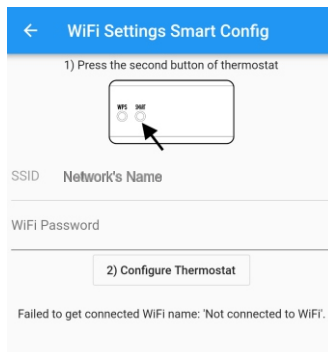 WiFi Settings Smart Config
1) Press the second button of thermostat
WPS SMART
SSID Network's Name
WiFi Password
2) Configure Thermostat
Failed to get connected WiFi name: 'Not connected to WiFi'.